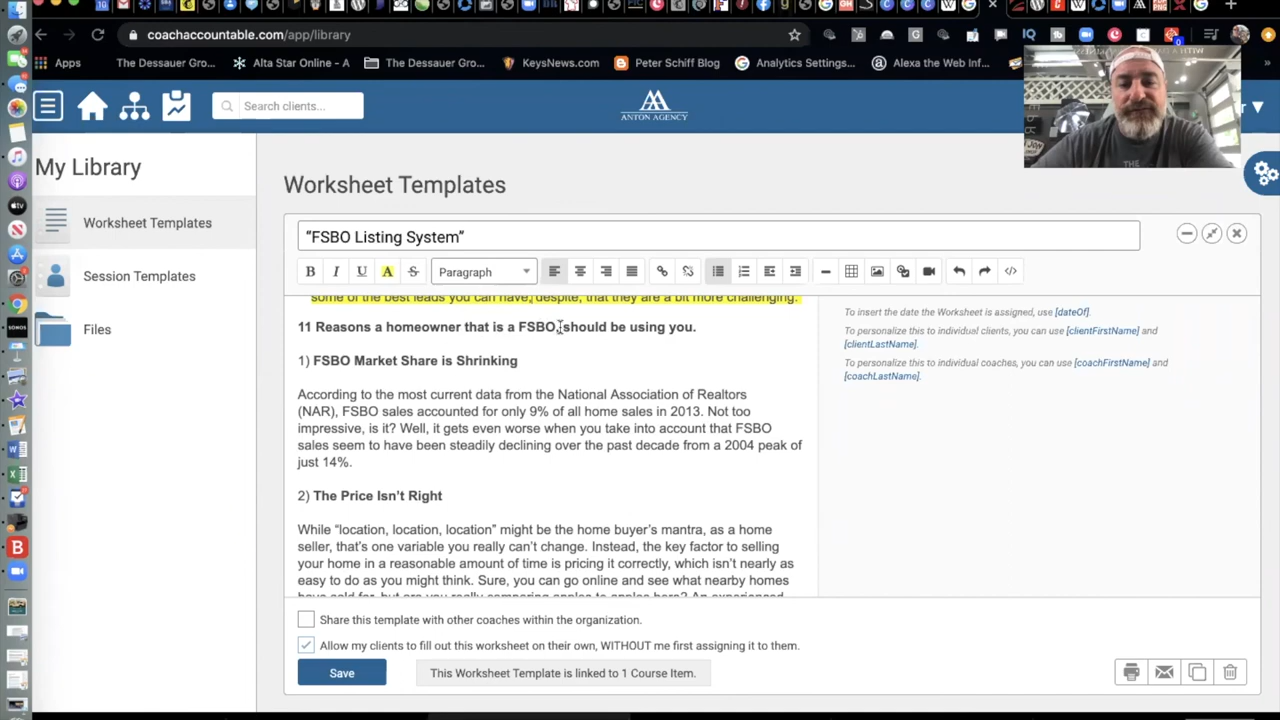 coachaccountable.com/app/library
Apps The Dessauer Gro... Alta Star Online - A The Dessauer Gro... KeysNews.com Peter Schiff Blog Analytics Settings... Alexa the Web Inf... »
Search clients...
ANTON AGENCY
My Library
Worksheet Templates
Session Templates
Files
Worksheet Templates
“FSBO Listing System”
B I U A S Paragraph
some of the best leads you can have, despite, that they are a bit more challenging.
11 Reasons a homeowner that is a FSBO, should be using you.
1) FSBO Market Share is Shrinking
According to the most current data from the National Association of Realtors
(NAR), FSBO sales accounted for only 9% of all home sales in 2013. Not too
impressive, is it? Well, it gets even worse when you take into account that FSBO
sales seem to have been steadily declining over the past decade from a 2004 peak of
just 14%.
2) The Price Isn’t Right
While “location, location, location” might be the home buyer’s mantra, as a home
seller, that’s one variable you really can’t change. Instead, the key factor to selling
your home in a reasonable amount of time is pricing it correctly, which isn’t nearly as
easy to do as you might think. Sure, you can go online and see what nearby homes
have sold for, but are you really comparing apples to apples here? An experienced
To insert the date the Worksheet is assigned, use [dateOf].
To personalize this to individual clients, you can use [clientFirstName] and
[clientLastName].
To personalize this to individual coaches, you can use [coachFirstName] and
[coachLastName].
Share this template with other coaches within the organization.
Allow my clients to fill out this worksheet on their own, WITHOUT me first assigning it to them.
Save
This Worksheet Template is linked to 1 Course Item.